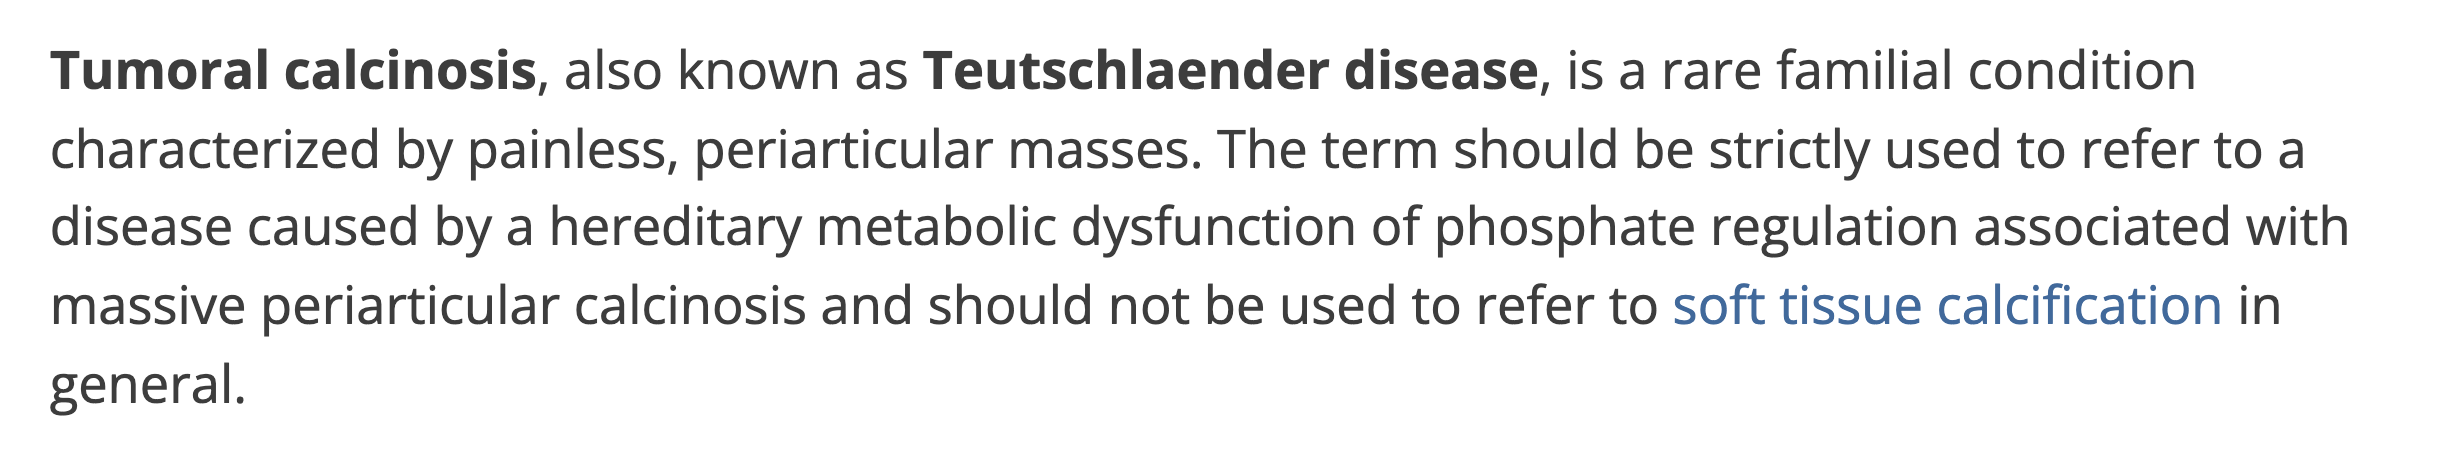 Tumoral calcinosis, also known as Teutschlaender disease, is a rare familial condition
characterized by painless, periarticular masses. The term should be strictly used to refer to a
disease caused by a hereditary metabolic dysfunction of phosphate regulation associated with
massive periarticular calcinosis and should not be used to refer to soft tissue calcification in
general.